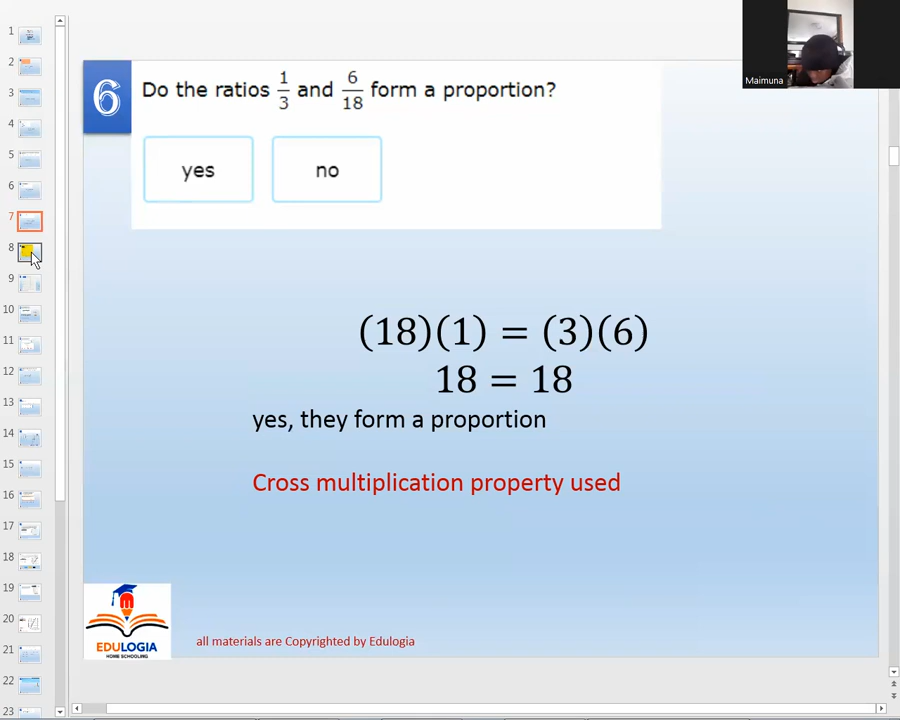 1
2
3
4
5
6
7
8
9
10
11
12
13
14
15
16
17
18
19
20
21
22
23
Maimuna
6
Do the ratios 1/3 and 6/18 form a proportion?
yes
no
(18)(1) = (3)(6)
18 = 18
yes, they form a proportion
Cross multiplication property used
EDULOGIA
HOME SCHOOLING
all materials are Copyrighted by Edulogia